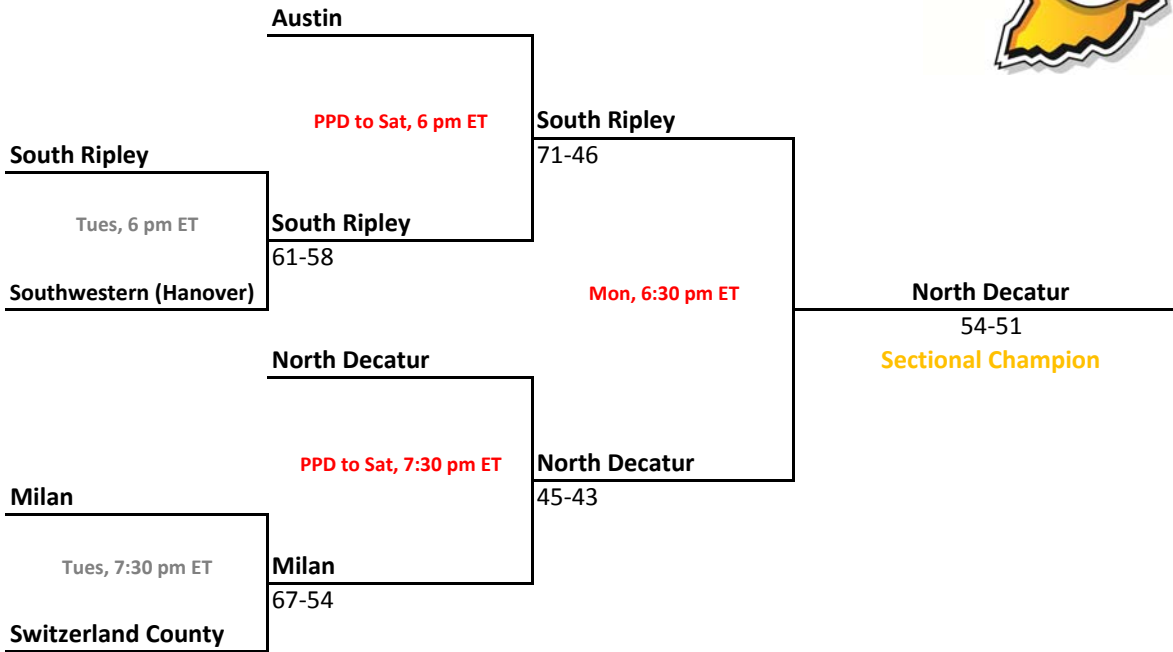 Austin
PPD to Sat, 6 pm ET
South Ripley
71-46
South Ripley
Tues, 6 pm ET
South Ripley
61-58
Southwestern (Hanover)
Mon, 6:30 pm ET
North Decatur
54-51
Sectional Champion
North Decatur
PPD to Sat, 7:30 pm ET
North Decatur
45-43
Milan
Tues, 7:30 pm ET
Milan
67-54
Switzerland County